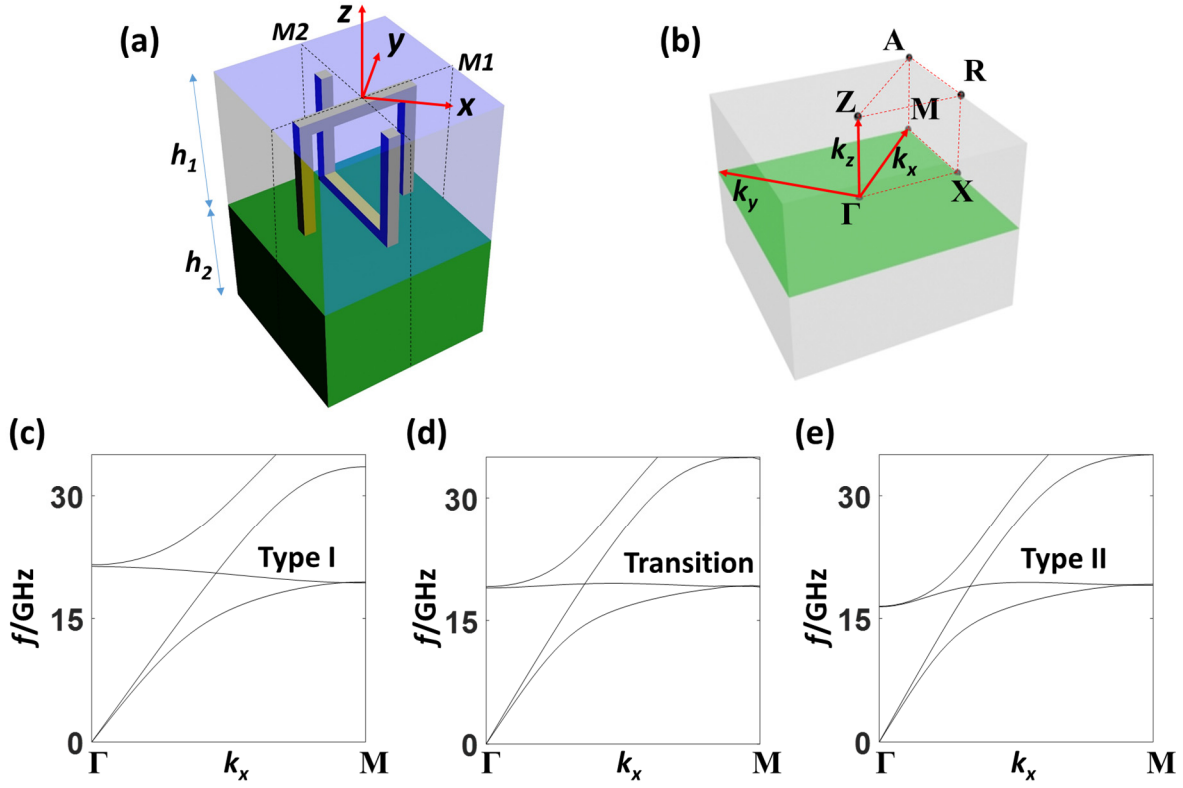 (a)
z
M2
y
M1
x
h1
h2
(b)
A
R
Z
M
kz
kx
ky
Γ
X
(c)
30
15
0
f/GHz
Type I
Γ
kx
M
(d)
30
15
0
f/GHz
Transition
Γ
kx
M
(e)
30
15
0
f/GHz
Type II
Γ
kx
M